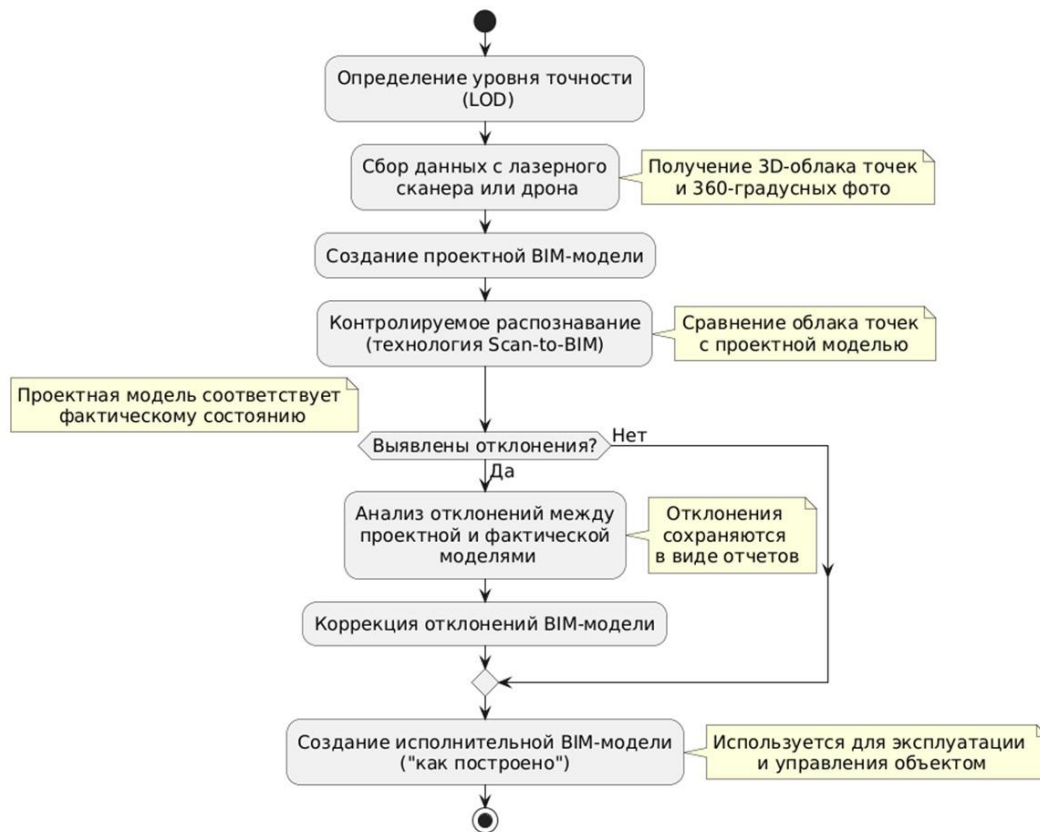 Определение уровня точности
(LOD)
Сбор данных с лазерного
сканера или дрона
Получение 3D-облака точек
и 360-градусных фото
Создание проектной BIM-модели
Контролируемое распознавание
(технология Scan-to-BIM)
Сравнение облака точек
с проектной моделью
Проектная модель соответствует
фактическому состоянию
Выявлены отклонения?
Нет
Да
Анализ отклонений между
проектной и фактической
моделями
Отклонения
сохраняются
в виде отчетов
Коррекция отклонений BIM-модели
Создание исполнительной BIM-модели
("как построено")
Используется для эксплуатации
и управления объектом